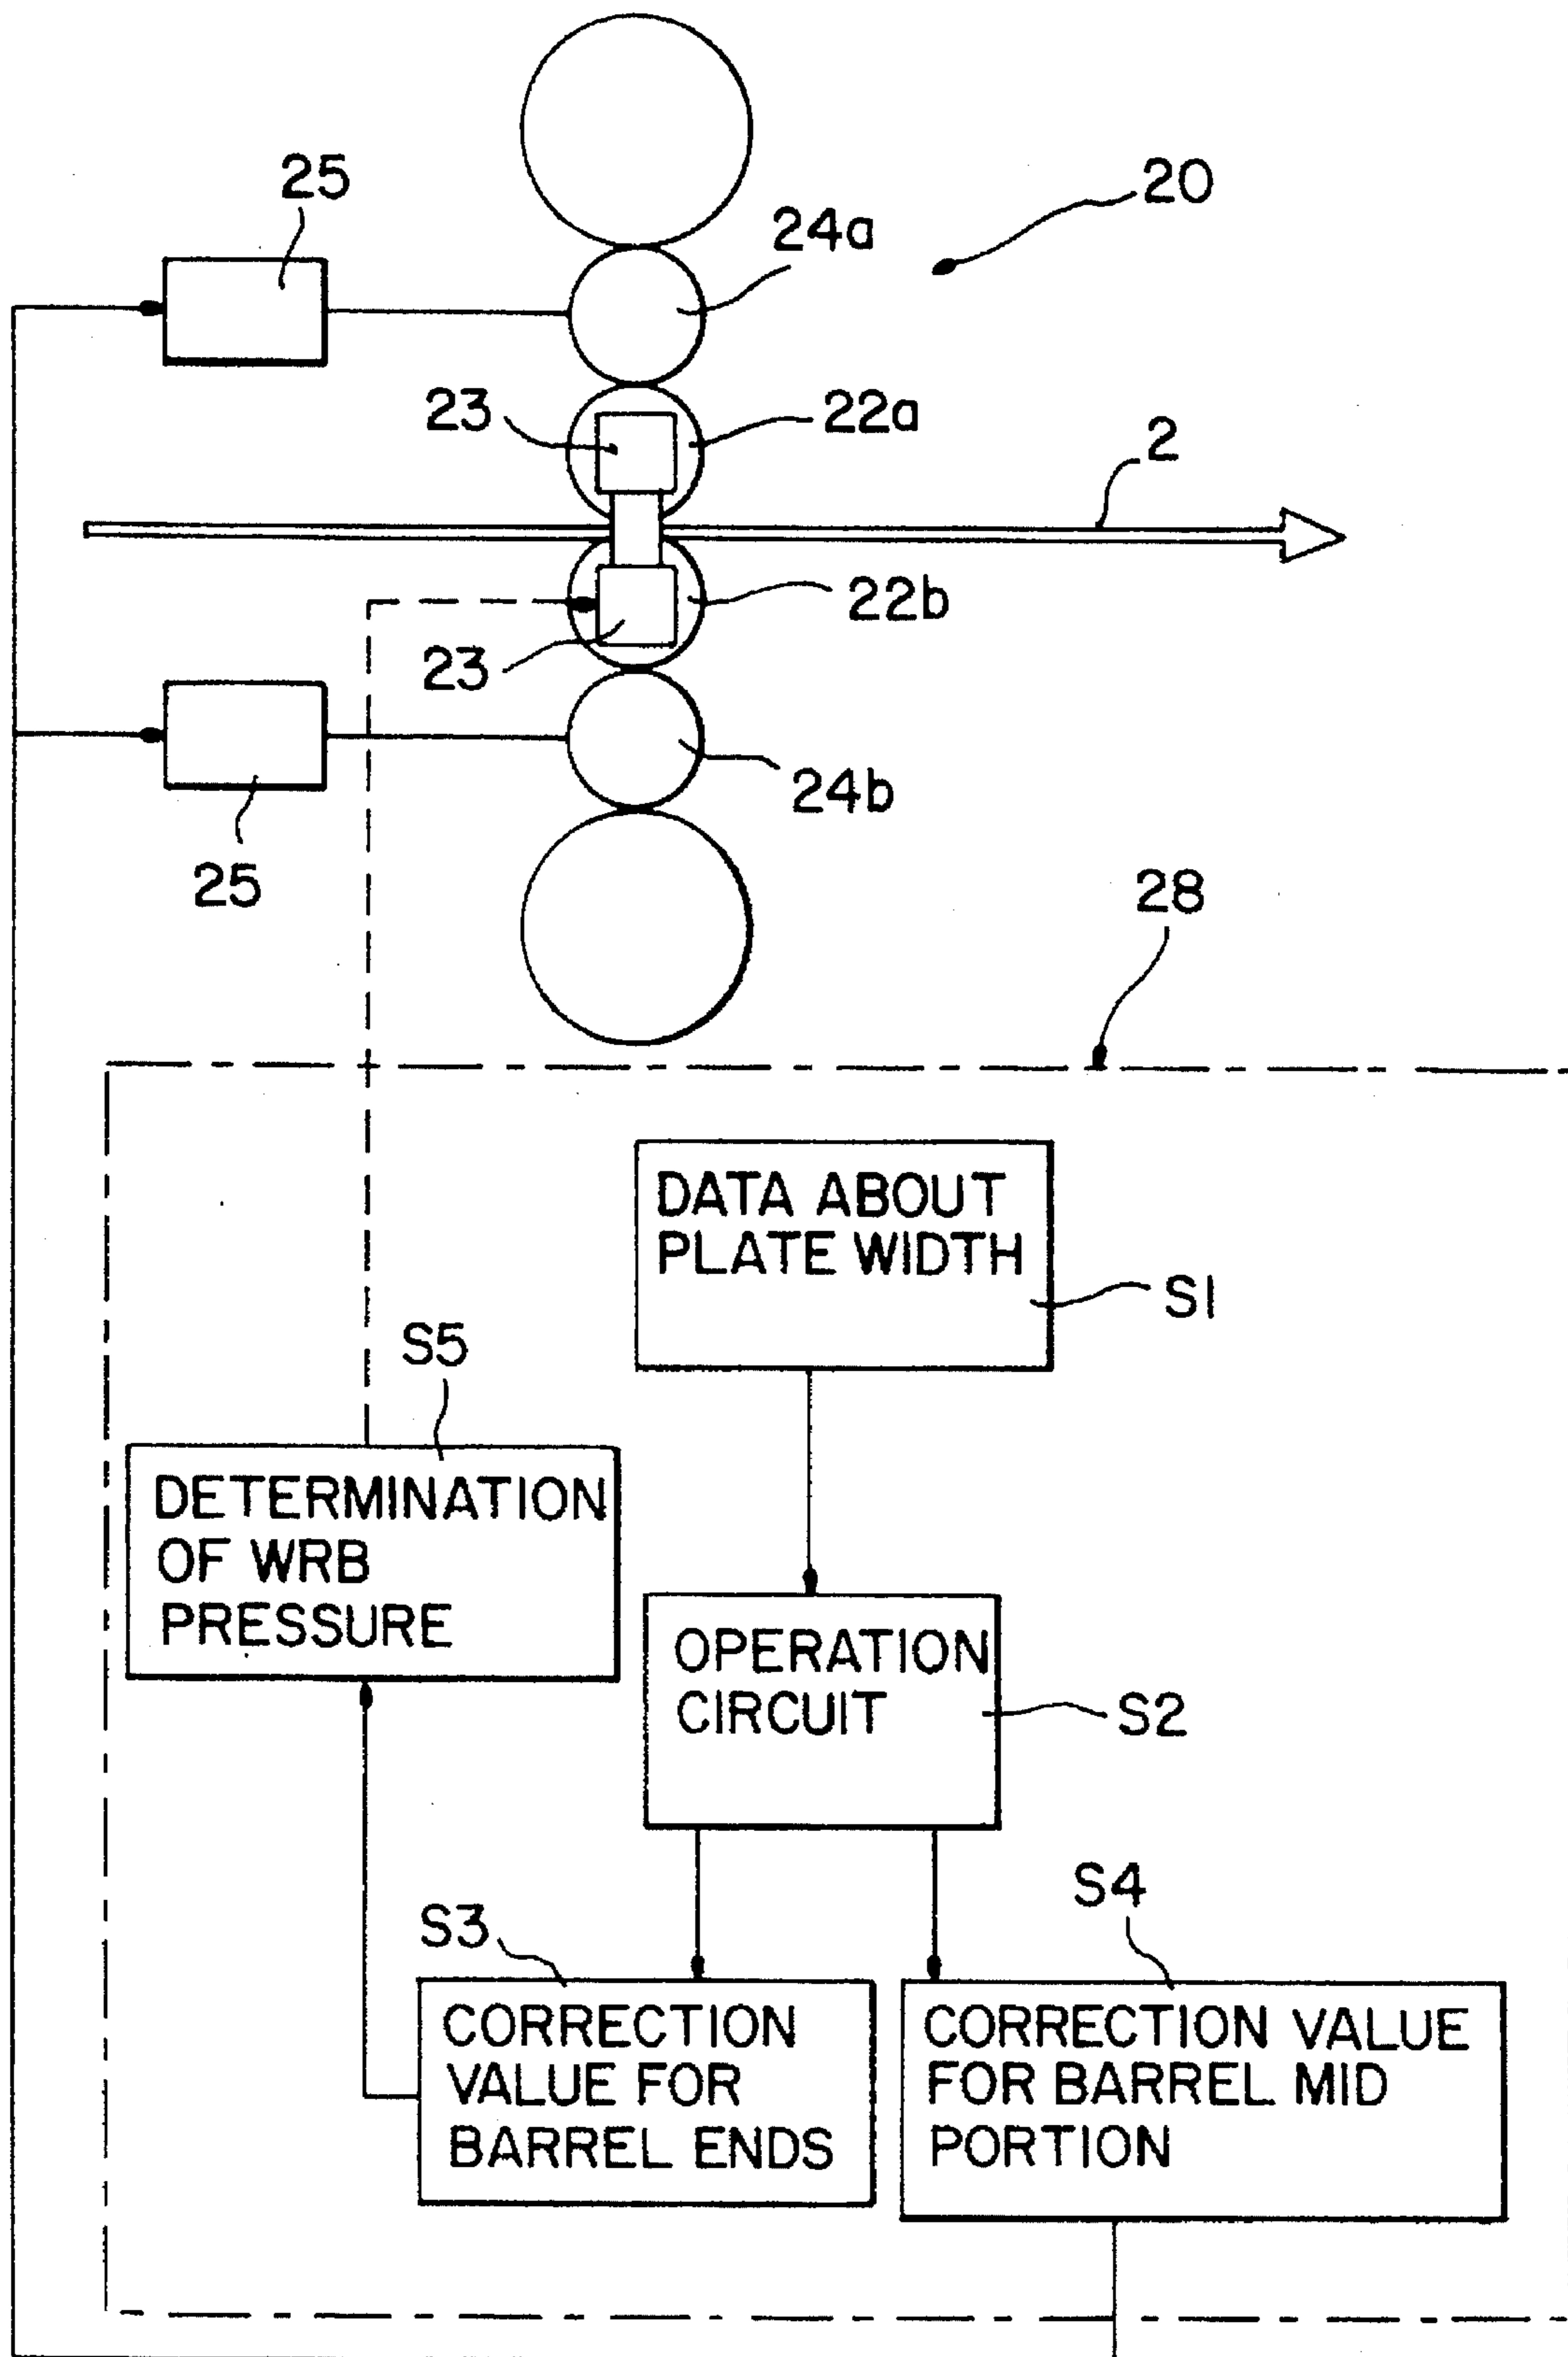 25
20
24a
23
22a
2
22b
23
24b
25
28
DATA ABOUT
PLATE WIDTH
S1
S5
DETERMINATION
OF WRB
PRESSURE
OPERATION
CIRCUIT
S2
S4
S3
CORRECTION
VALUE FOR
BARREL ENDS
CORRECTION VALUE
FOR BARREL MID
PORTION